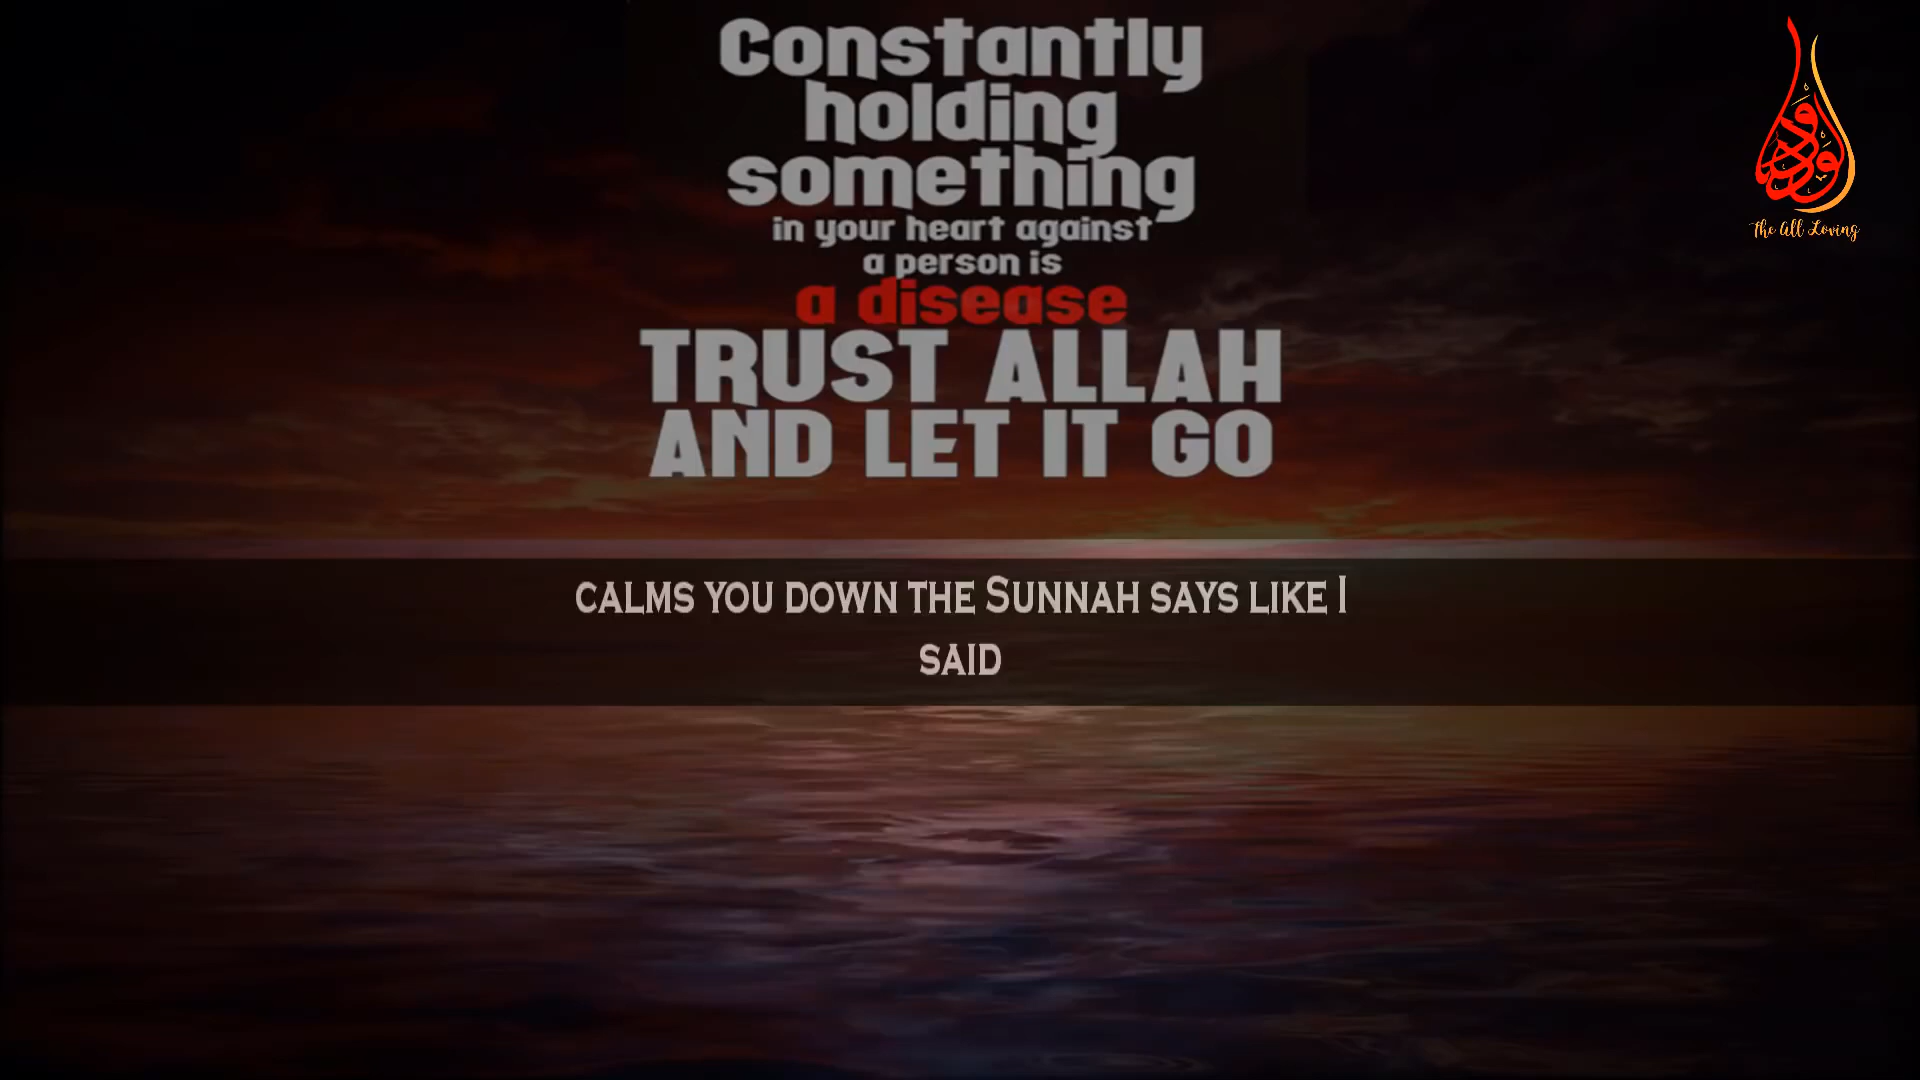 Constantly
holding
something
in your heart against
a person is
a disease
TRUST ALLAH
AND LET IT GO
الودود
The All Loving
CALMS YOU DOWN THE SUNNAH SAYS LIKE I
SAID